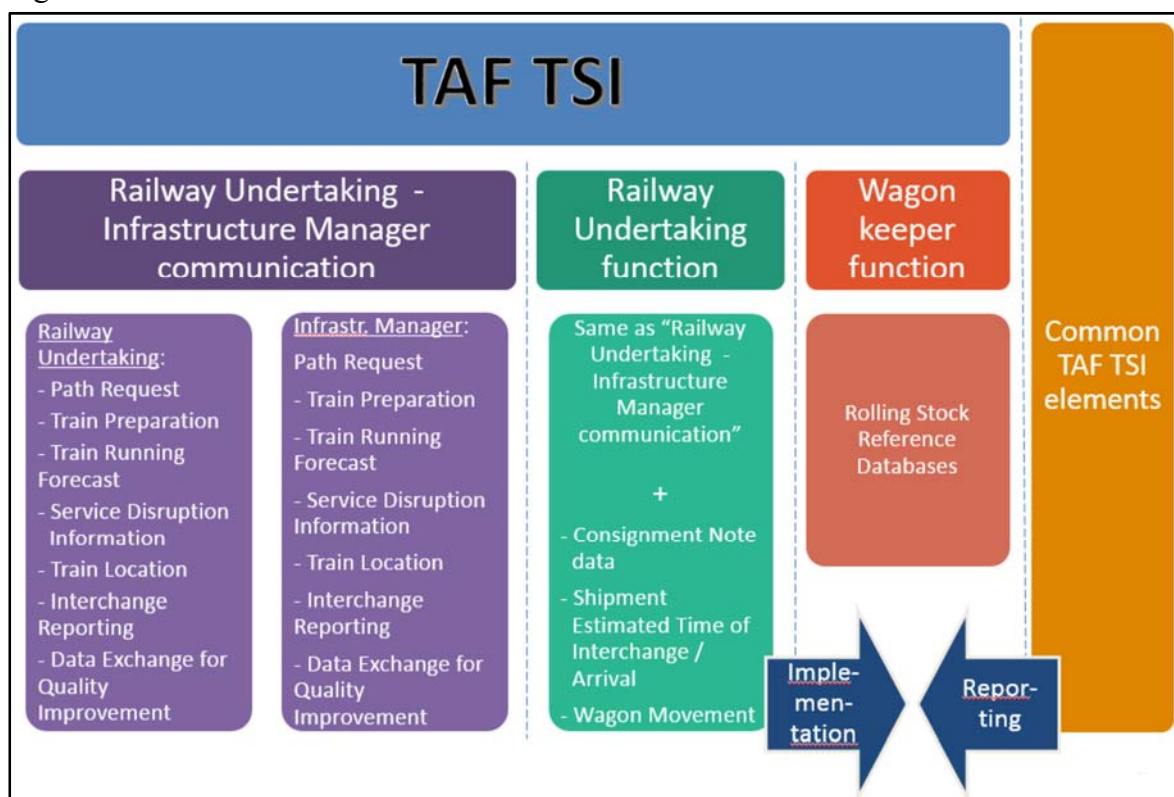 TAF TSI
Railway Undertaking -
Infrastructure Manager
communication
Railway
Undertaking
function
Wagon
keeper
function
Railway
Undertaking:
- Path Request
- Train Preparation
- Train Running
Forecast
- Service Disruption
Information
- Train Location
- Interchange
Reporting
- Data Exchange for
Quality
Improvement
Infrastr. Manager:
Path Request
- Train Preparation
- Train Running
Forecast
- Service Disruption
Information
- Train Location
- Interchange
Reporting
- Data Exchange for
Quality
Improvement
Same as “Railway
Undertaking -
Infrastructure
Manager
communication”
+
- Consignment Note
data
- Shipment
Estimated Time of
Interchange /
Arrival
- Wagon Movement
Rolling Stock
Reference
Databases
Imple-
men-
tation
Repor-
ting
Common
TAF TSI
elements